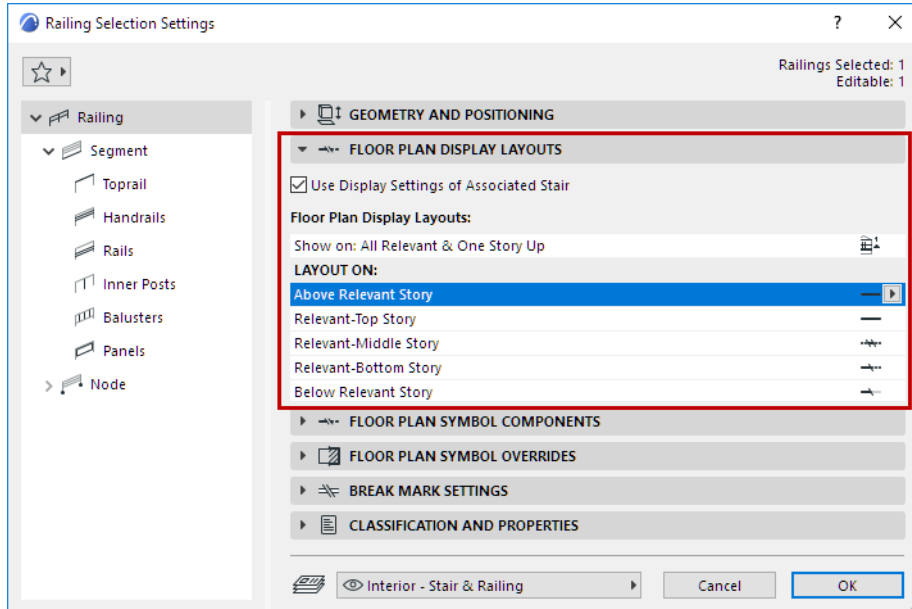 Railing Selection Settings
Railings Selected: 1
Editable: 1
Railing
Segment
Toprail
Handrails
Rails
Inner Posts
Balusters
Panels
Node
GEOMETRY AND POSITIONING
FLOOR PLAN DISPLAY LAYOUTS
Use Display Settings of Associated Stair
Floor Plan Display Layouts:
Show on: All Relevant & One Story Up
LAYOUT ON:
Above Relevant Story
Relevant-Top Story
Relevant-Middle Story
Relevant-Bottom Story
Below Relevant Story
FLOOR PLAN SYMBOL COMPONENTS
FLOOR PLAN SYMBOL OVERRIDES
BREAK MARK SETTINGS
CLASSIFICATION AND PROPERTIES
Interior - Stair & Railing
Cancel
OK